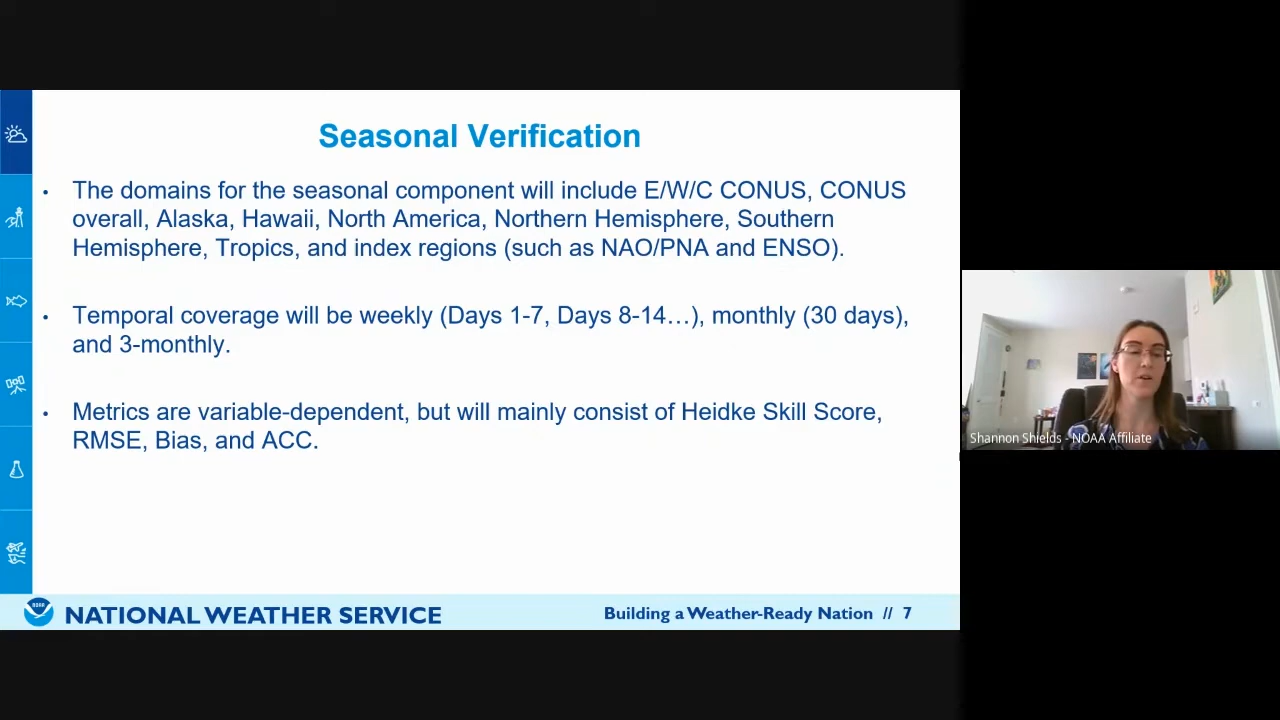 Seasonal Verification
• The domains for the seasonal component will include E/W/C CONUS, CONUS
overall, Alaska, Hawaii, North America, Northern Hemisphere, Southern
Hemisphere, Tropics, and index regions (such as NAO/PNA and ENSO).
• Temporal coverage will be weekly (Days 1-7, Days 8-14…), monthly (30 days),
and 3-monthly.
• Metrics are variable-dependent, but will mainly consist of Heidke Skill Score,
RMSE, Bias, and ACC.
NATIONAL WEATHER SERVICE
Building a Weather-Ready Nation // 7
Shannon Shields - NOAA Affiliate